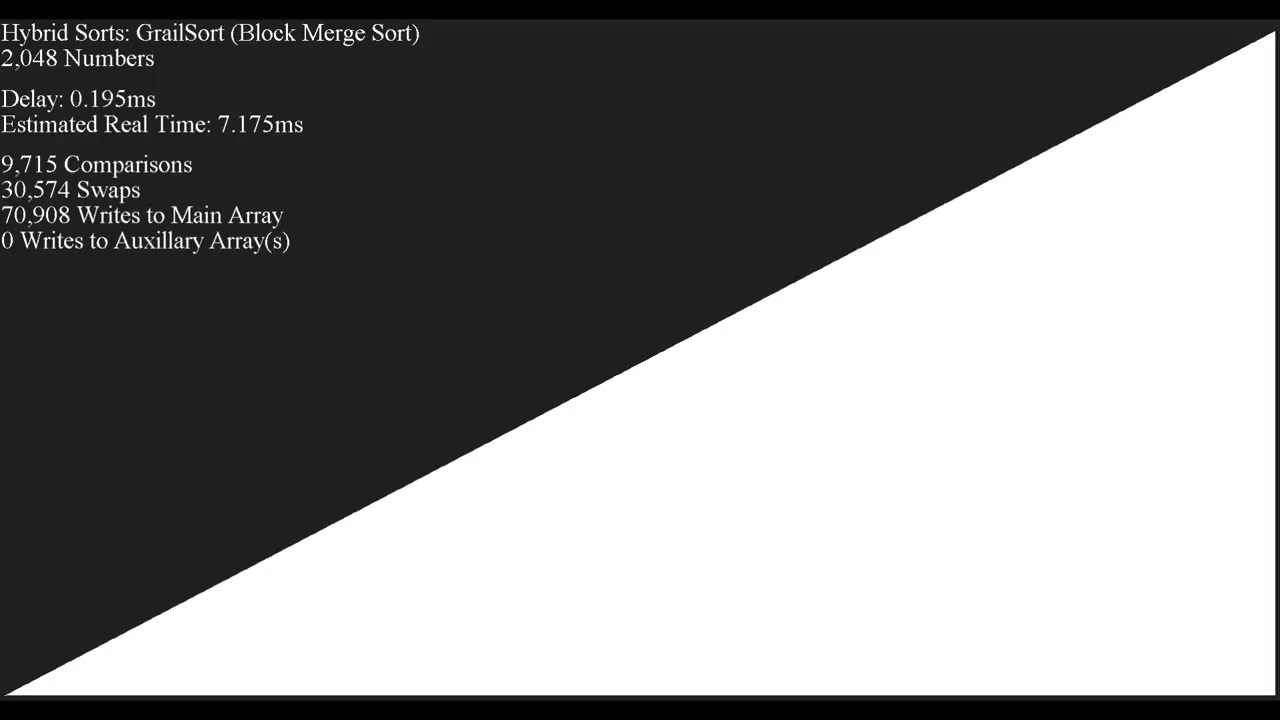 Hybrid Sorts: GrailSort (Block Merge Sort)
2,048 Numbers
Delay: 0.195ms
Estimated Real Time: 7.175ms
9,715 Comparisons
30,574 Swaps
70,908 Writes to Main Array
0 Writes to Auxillary Array(s)